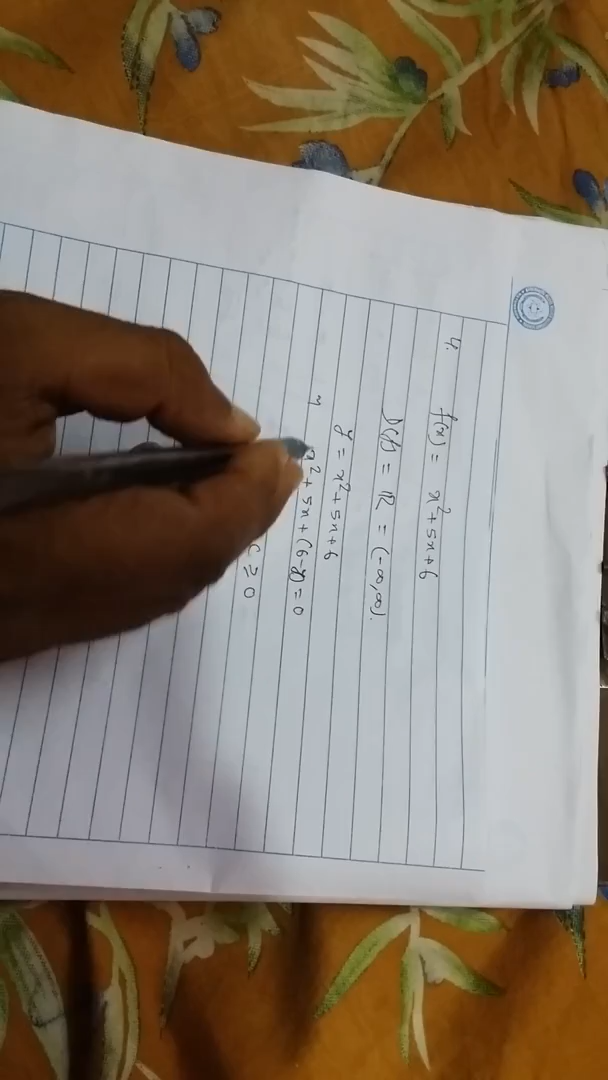 4. f(x) = x²+5x+6
D(f) = R = (-∞,∞).
y = x²+5x+6
x²+5x+(6-y)=0
c ≥ 0